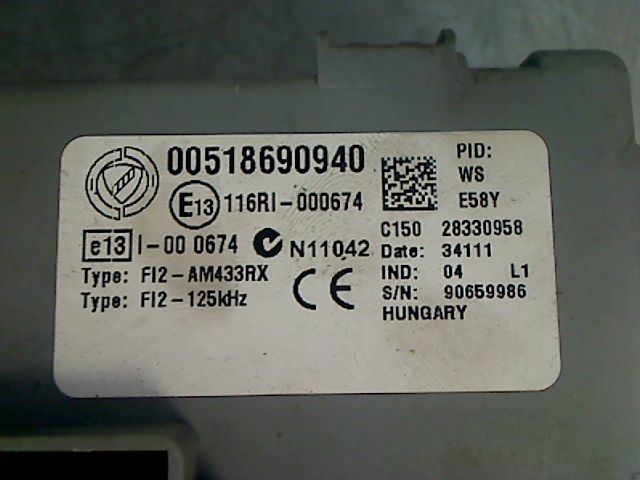 00518690940
E13 116RI-000674
e13 I-00 0674 N11042
Type: FI2-AM433RX
Type: FI2-125kHz
CE
PID:
WS
E58Y
C150 28330958
Date: 34111
IND: 04 L1
S/N: 90659986
HUNGARY